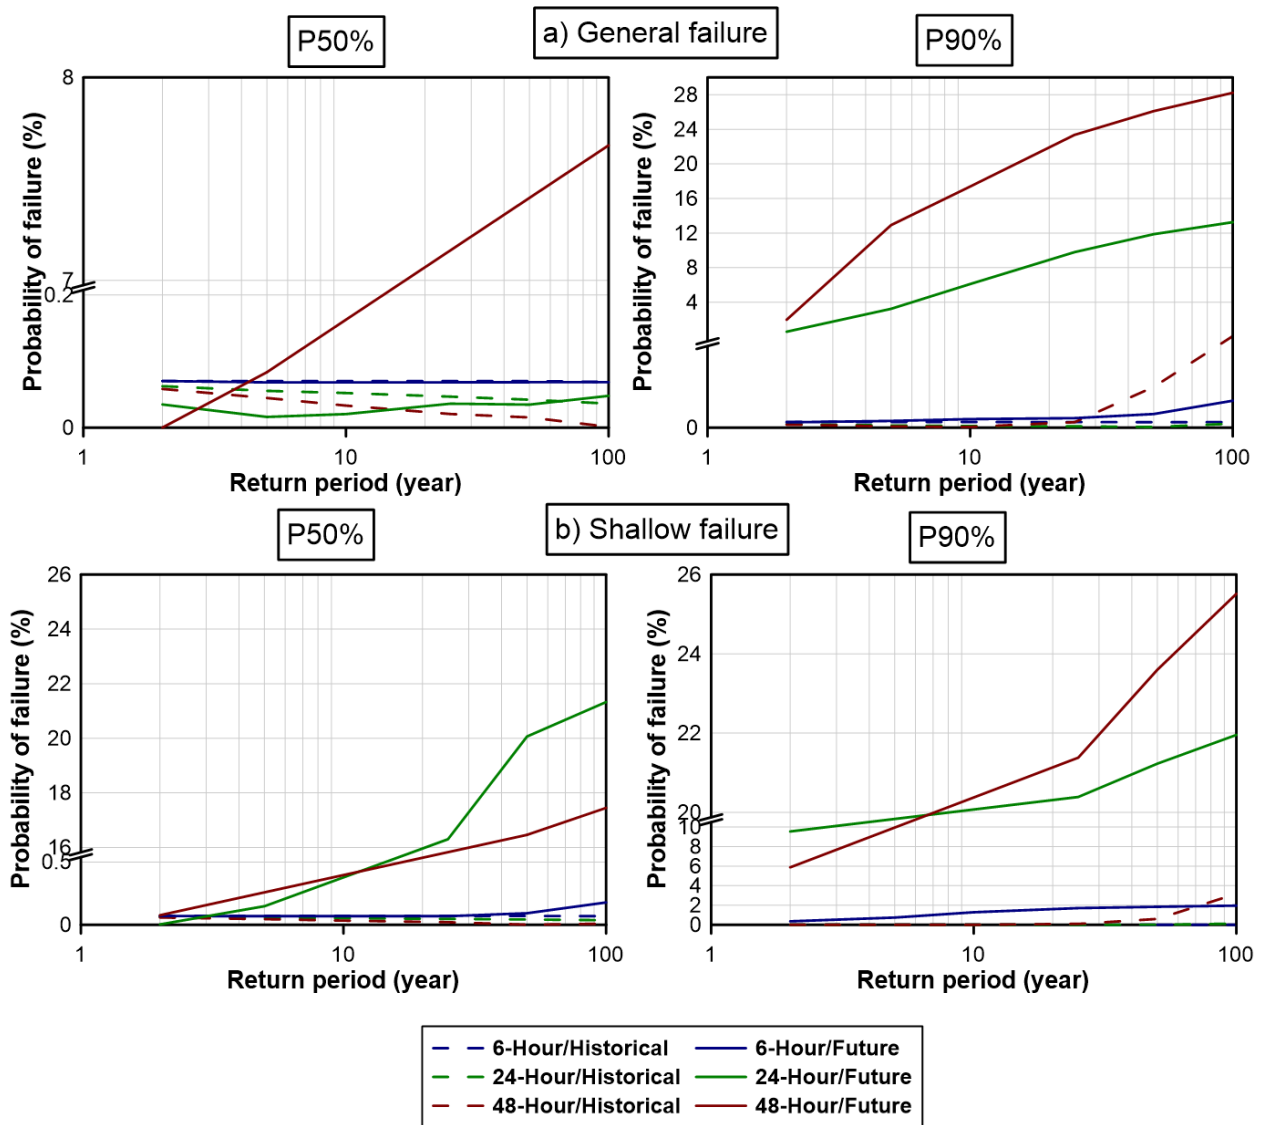 a) General failure
P50%
P90%
Probability of failure (%)
8
7
0.2
0
1
10
100
Return period (year)
Probability of failure (%)
28
24
20
16
12
8
4
0
1
10
100
Return period (year)
b) Shallow failure
P50%
P90%
Probability of failure (%)
26
24
22
20
18
16
0.5
0
1
10
100
Return period (year)
Probability of failure (%)
26
24
22
20
10
8
6
4
2
0
1
10
100
Return period (year)
6-Hour/Historical
6-Hour/Future
24-Hour/Historical
24-Hour/Future
48-Hour/Historical
48-Hour/Future